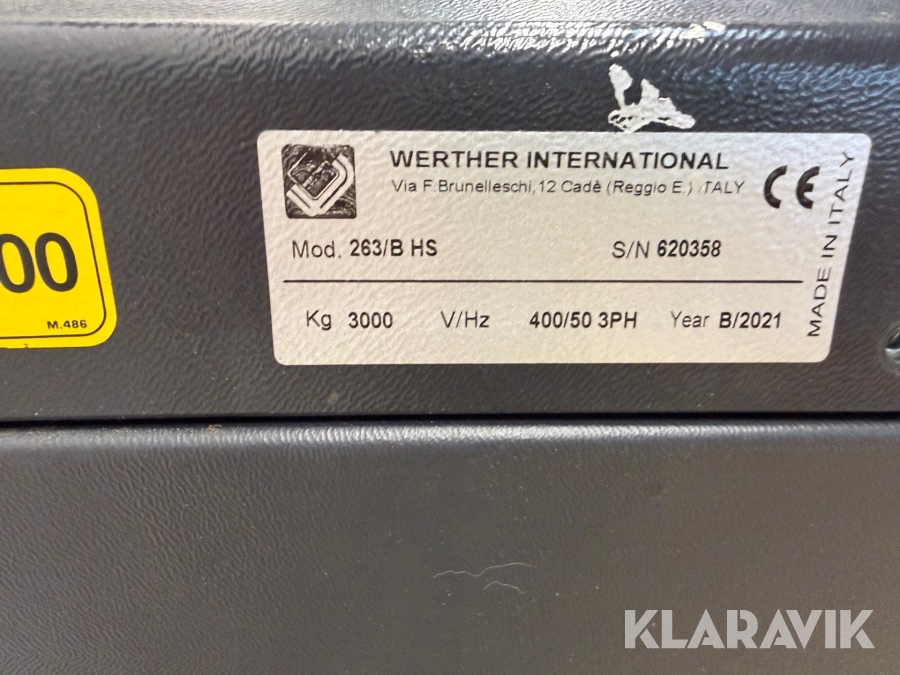 WERTHER INTERNATIONAL
Via F.Brunelleschi, 12 Cadè (Reggio E.) ITALY
CE
Mod. 263/B HS S/N 620358
Kg 3000 V/Hz 400/50 3PH Year B/2021
MADE IN ITALY
00
M.486
KLARAVIK